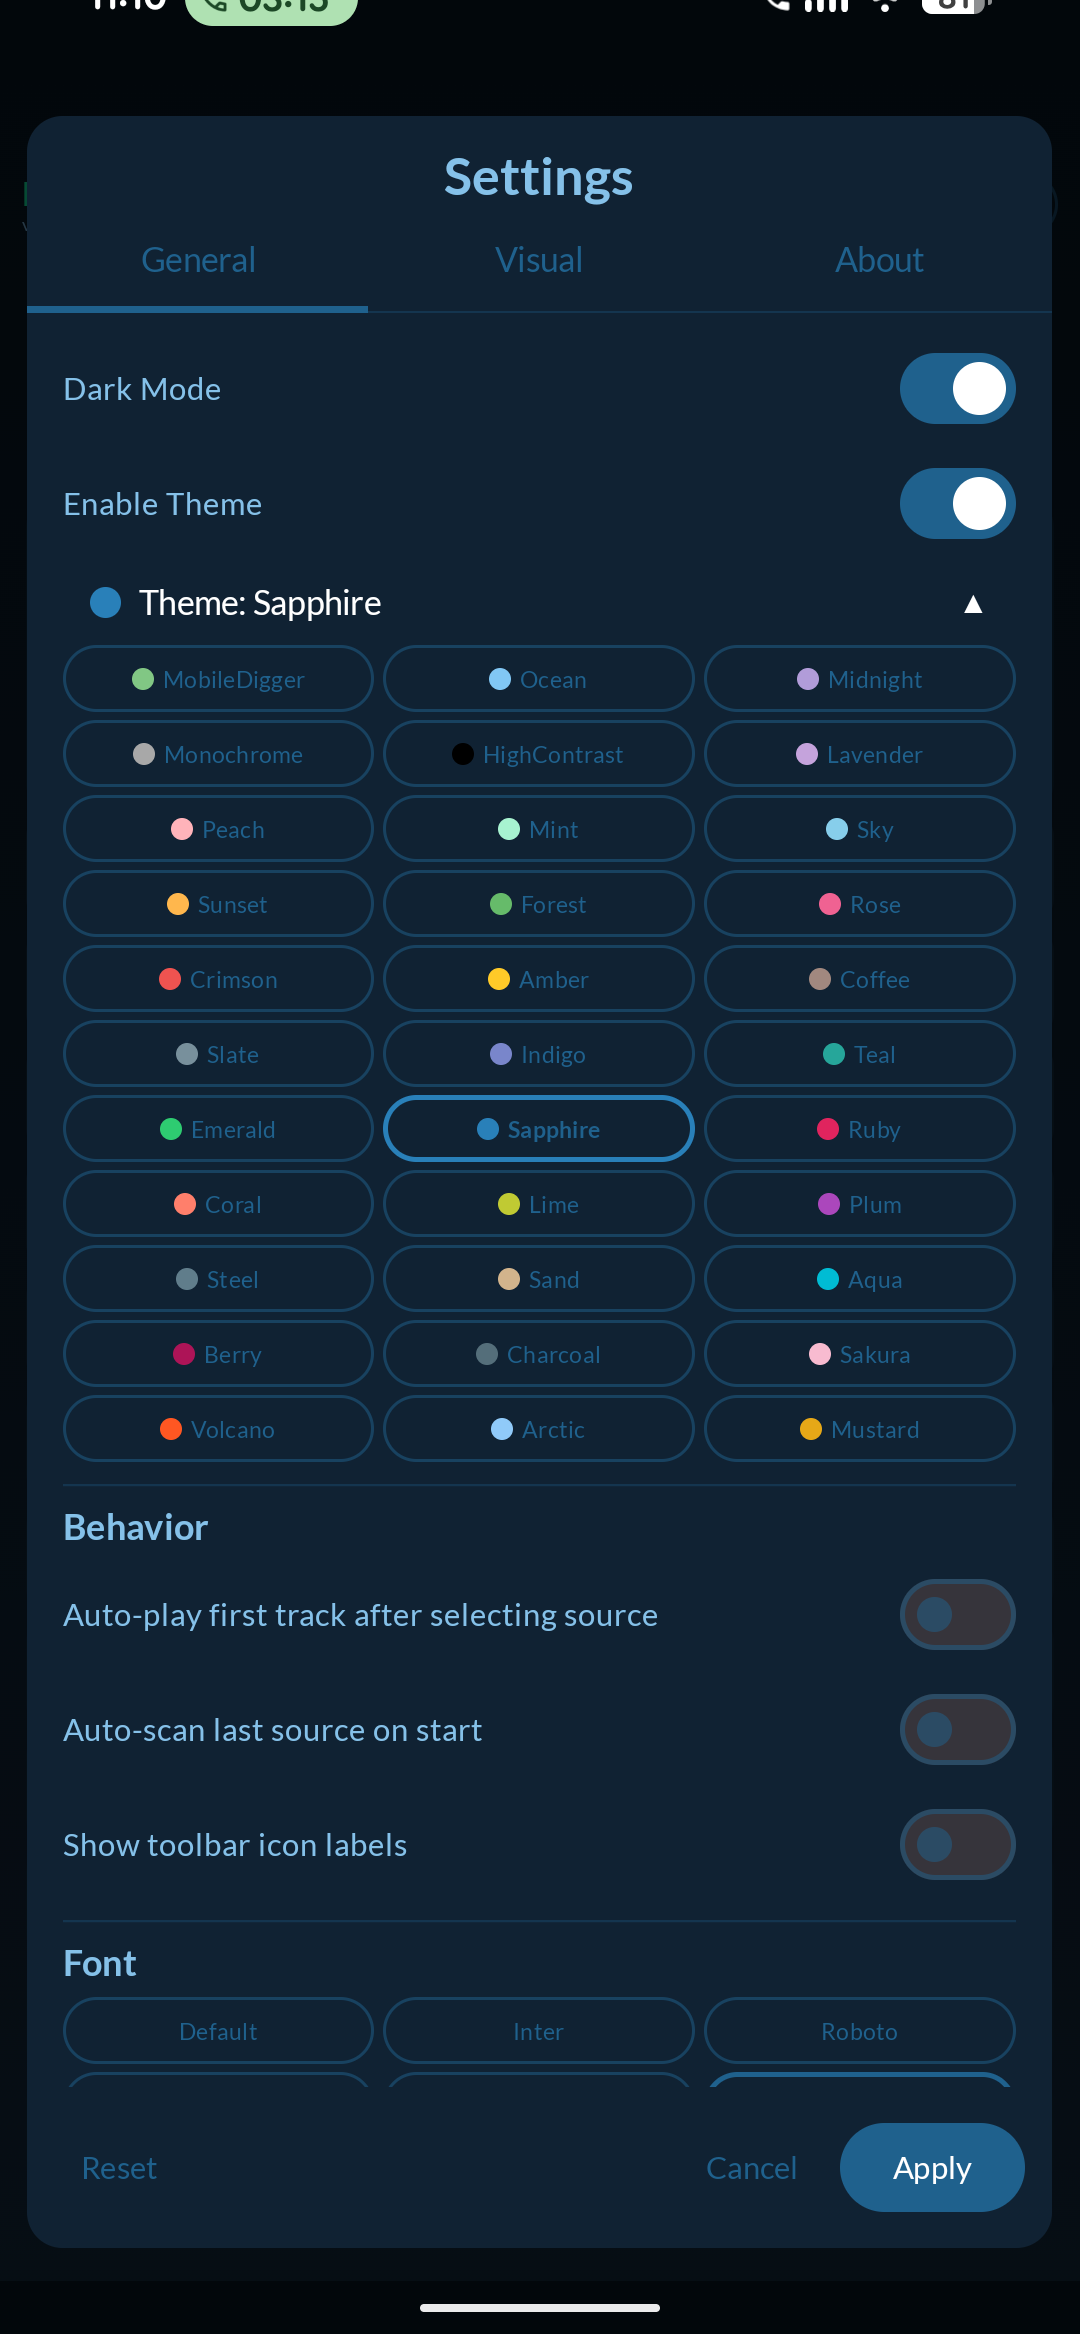 Settings
General Visual About
Dark Mode
Enable Theme
Theme: Sapphire ▲
MobileDigger Ocean Midnight
Monochrome HighContrast Lavender
Peach Mint Sky
Sunset Forest Rose
Crimson Amber Coffee
Slate Indigo Teal
Emerald Sapphire Ruby
Coral Lime Plum
Steel Sand Aqua
Berry Charcoal Sakura
Volcano Arctic Mustard
Behavior
Auto-play first track after selecting source
Auto-scan last source on start
Show toolbar icon labels
Font
Default Inter Roboto
Reset Cancel Apply